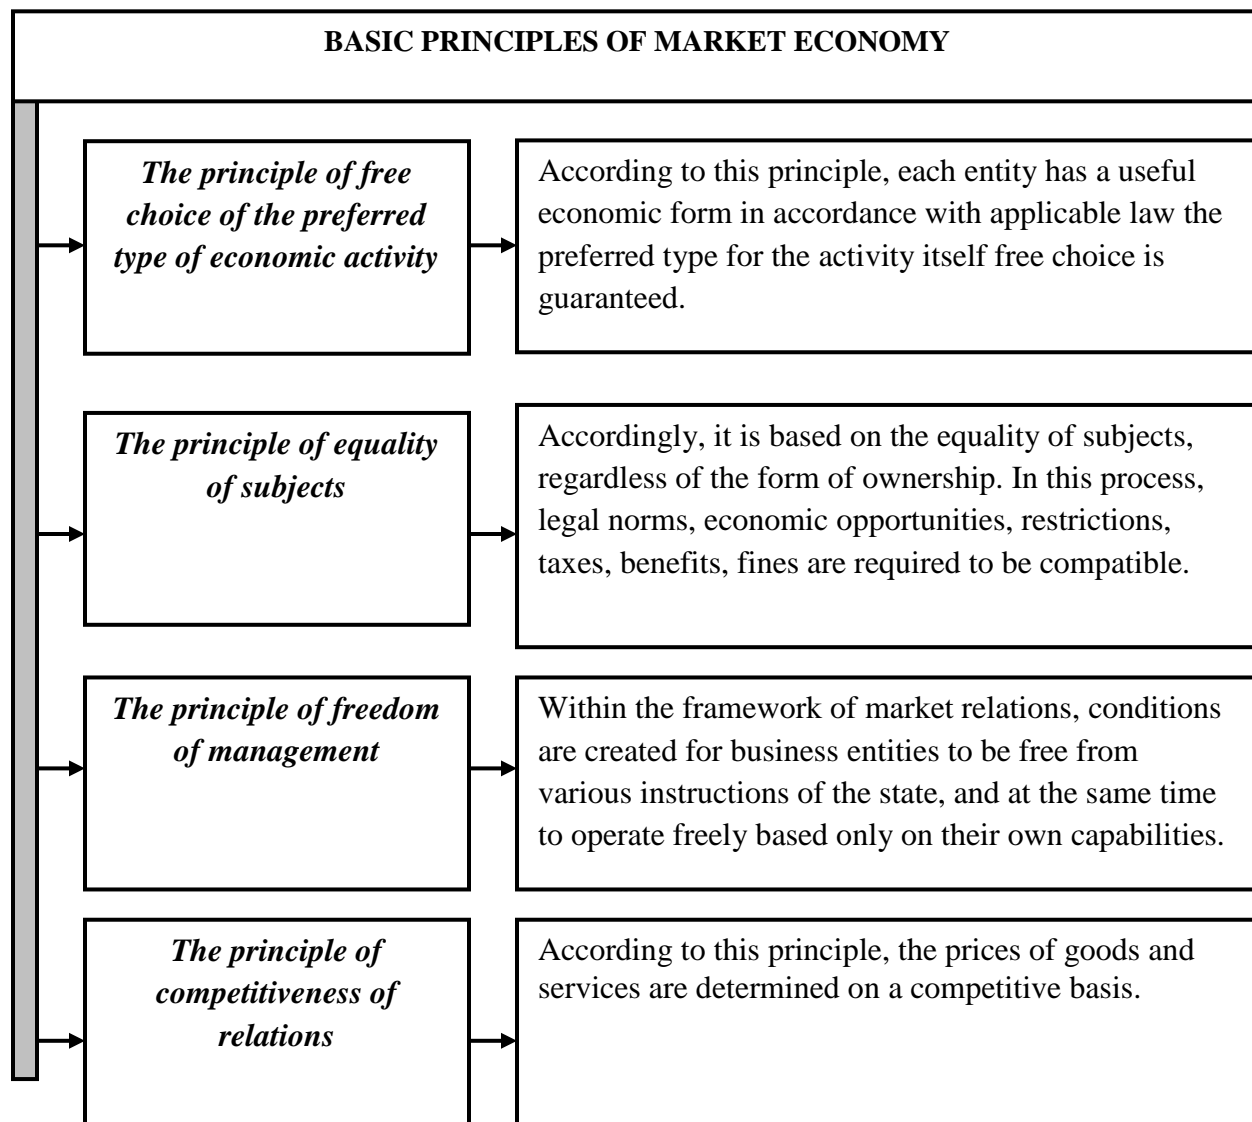 BASIC PRINCIPLES OF MARKET ECONOMY
The principle of free
choice of the preferred
type of economic activity
According to this principle, each entity has a useful
economic form in accordance with applicable law the
preferred type for the activity itself free choice is
guaranteed.
The principle of equality
of subjects
Accordingly, it is based on the equality of subjects,
regardless of the form of ownership. In this process,
legal norms, economic opportunities, restrictions,
taxes, benefits, fines are required to be compatible.
The principle of freedom
of management
Within the framework of market relations, conditions
are created for business entities to be free from
various instructions of the state, and at the same time
to operate freely based only on their own capabilities.
The principle of
competitiveness of
relations
According to this principle, the prices of goods and
services are determined on a competitive basis.